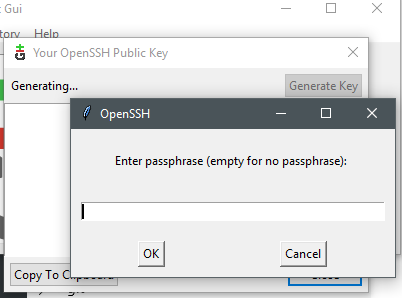 Gui
Help
Your OpenSSH Public Key
Generating...
Generate Key
OpenSSH
Enter passphrase (empty for no passphrase):
OK
Cancel
Copy To Clipboard